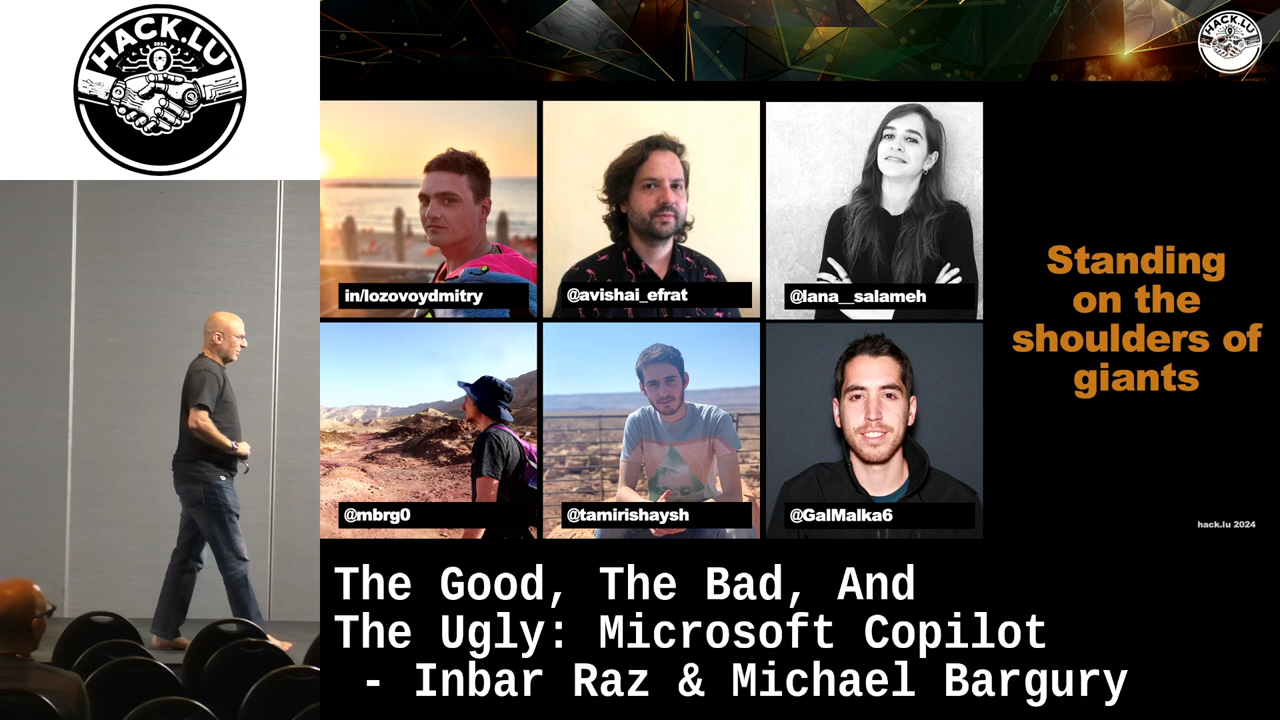 HACK.LU
2024
HACK.LU
in/lozovoydmitry
@avishai_efrat
@lana__salameh
Standing
on the
shoulders of
giants
@mbrg0
@tamirishaysh
@GalMalka6
hack.lu 2024
The Good, The Bad, And
The Ugly: Microsoft Copilot
- Inbar Raz & Michael Bargury